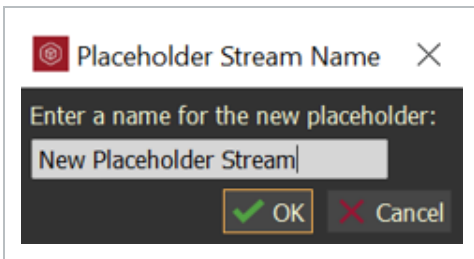 Placeholder Stream Name
Enter a name for the new placeholder:
New Placeholder Stream
OK Cancel